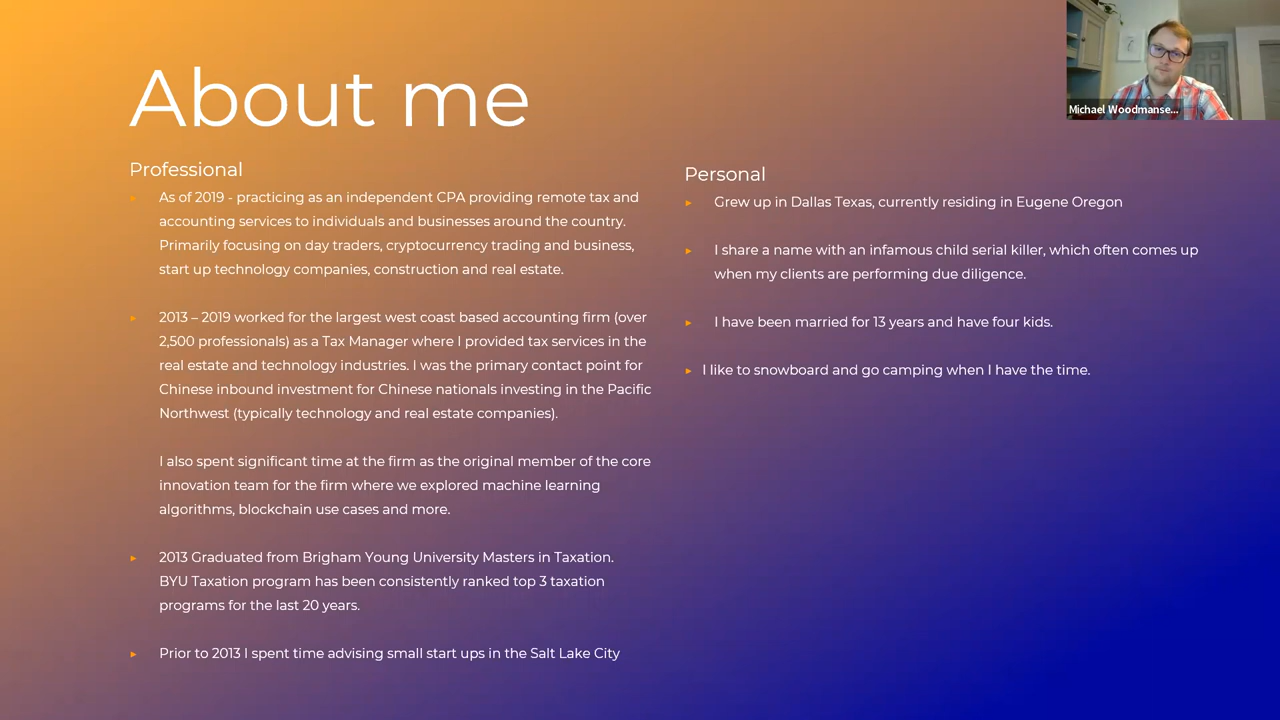 About me
Professional
As of 2019 - practicing as an independent CPA providing remote tax and
accounting services to individuals and businesses around the country.
Primarily focusing on day traders, cryptocurrency trading and business,
start up technology companies, construction and real estate.
2013 – 2019 worked for the largest west coast based accounting firm (over
2,500 professionals) as a Tax Manager where I provided tax services in the
real estate and technology industries. I was the primary contact point for
Chinese inbound investment for Chinese nationals investing in the Pacific
Northwest (typically technology and real estate companies).
I also spent significant time at the firm as the original member of the core
innovation team for the firm where we explored machine learning
algorithms, blockchain use cases and more.
2013 Graduated from Brigham Young University Masters in Taxation.
BYU Taxation program has been consistently ranked top 3 taxation
programs for the last 20 years.
Prior to 2013 I spent time advising small start ups in the Salt Lake City
Personal
Grew up in Dallas Texas, currently residing in Eugene Oregon
I share a name with an infamous child serial killer, which often comes up
when my clients are performing due diligence.
I have been married for 13 years and have four kids.
I like to snowboard and go camping when I have the time.
Michael Woodmanse...